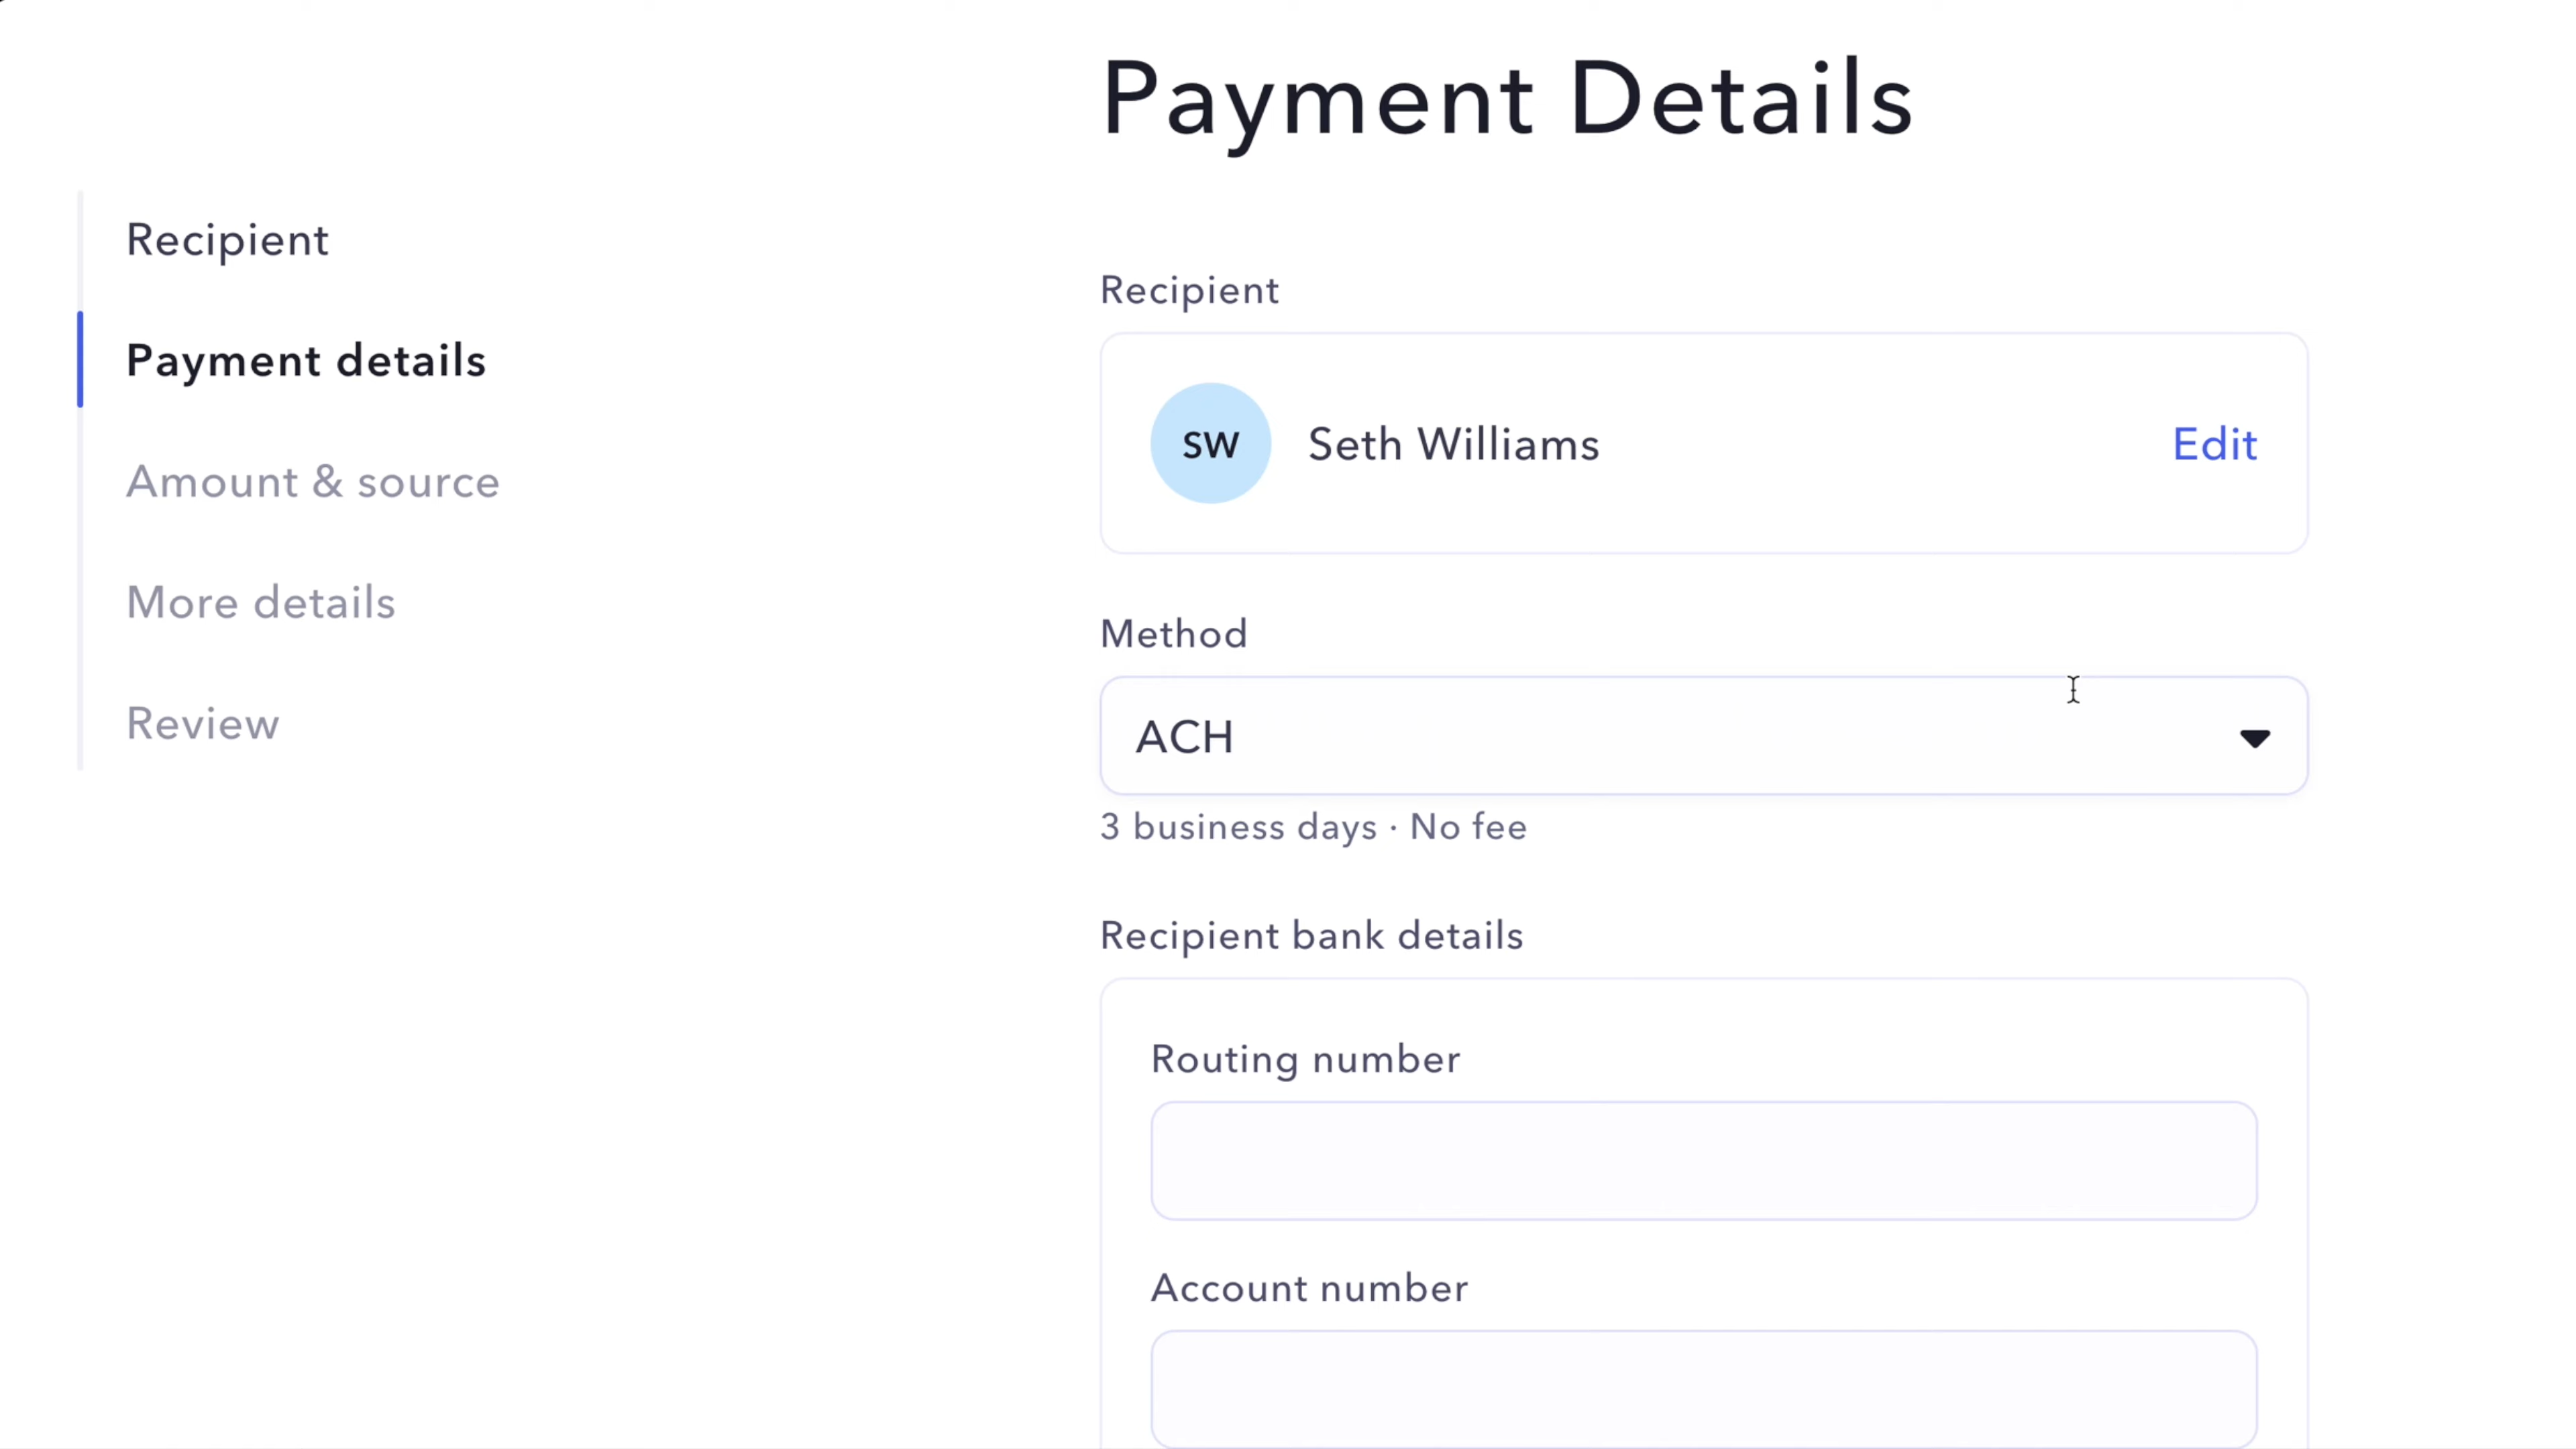 Payment Details
Recipient
Payment details
Amount & source
More details
Review
Recipient
SW
Seth Williams
Edit
Method
ACH
3 business days · No fee
Recipient bank details
Routing number
Account number